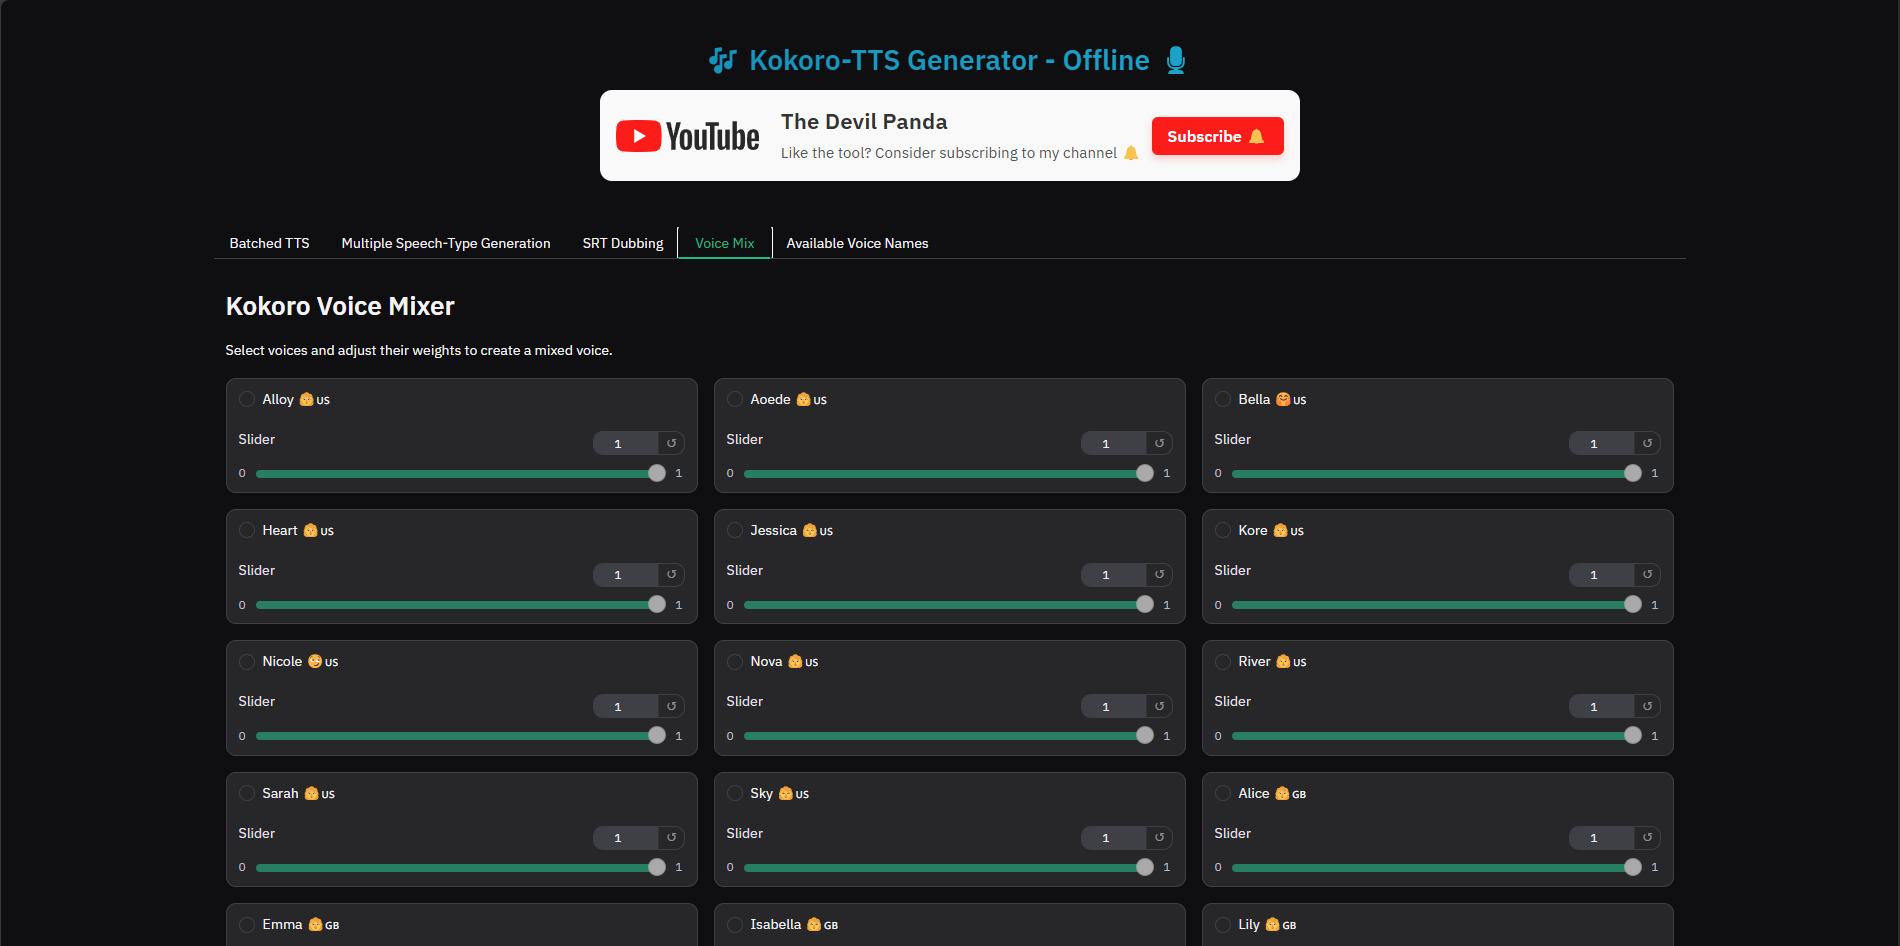 Kokoro-TTS Generator - Offline
YouTube
The Devil Panda
Like the tool? Consider subscribing to my channel
Subscribe
Batched TTS Multiple Speech-Type Generation SRT Dubbing Voice Mix Available Voice Names
Kokoro Voice Mixer
Select voices and adjust their weights to create a mixed voice.
Alloy US Aoede US Bella US
Slider 1 ↺ Slider 1 ↺ Slider 1 ↺
0 1 0 1 0 1
Heart US Jessica US Kore US
Slider 1 ↺ Slider 1 ↺ Slider 1 ↺
0 1 0 1 0 1
Nicole US Nova US River US
Slider 1 ↺ Slider 1 ↺ Slider 1 ↺
0 1 0 1 0 1
Sarah US Sky US Alice GB
Slider 1 ↺ Slider 1 ↺ Slider 1 ↺
0 1 0 1 0 1
Emma GB Isabella GB Lily GB